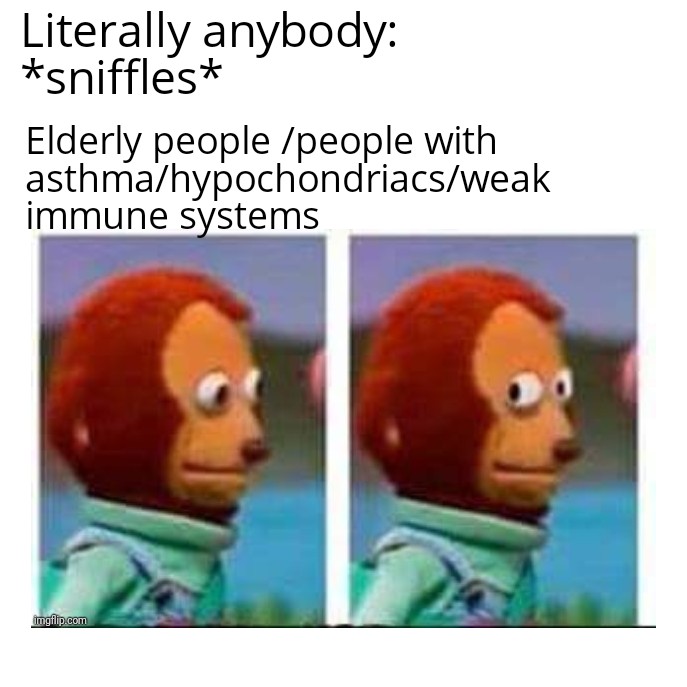 Literally anybody:
*sniffles*
Elderly people /people with
asthma/hypochondriacs/weak
immune systems
imgflip.com